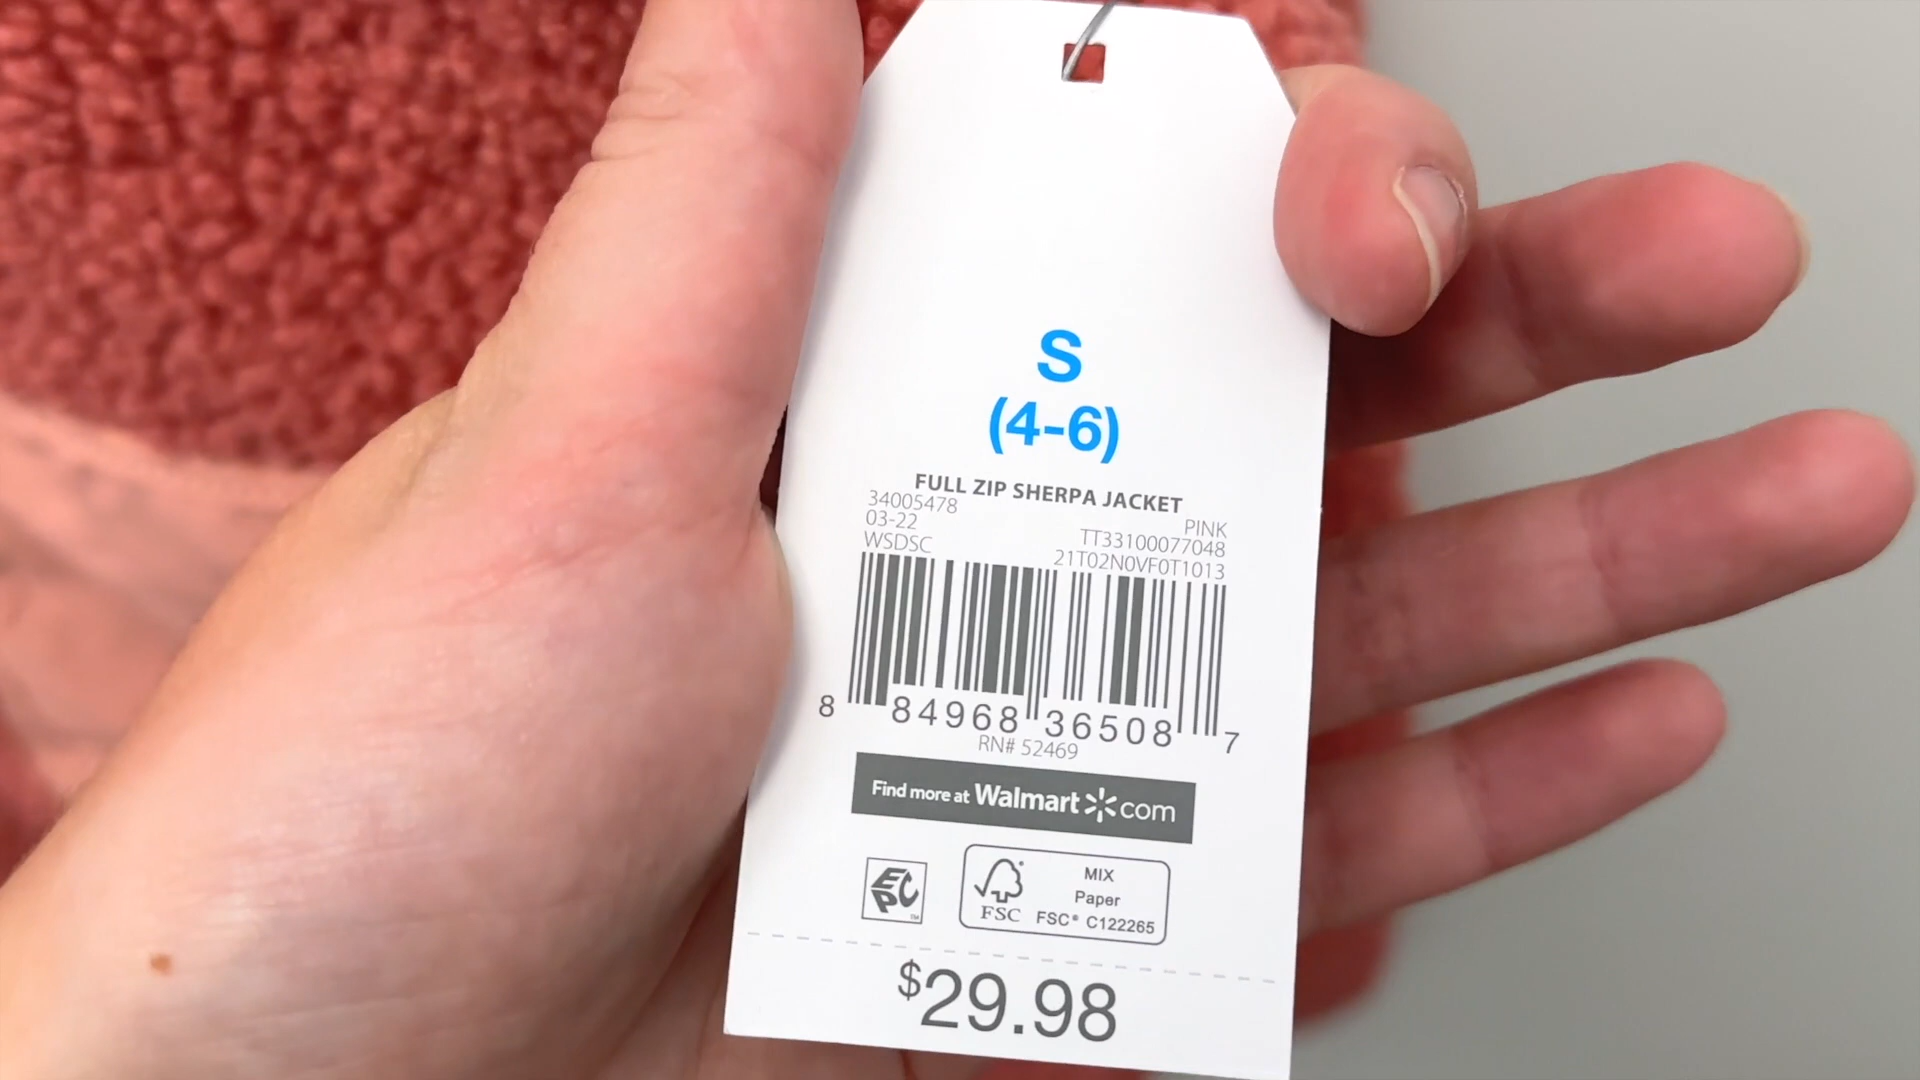 S
(4-6)
FULL ZIP SHERPA JACKET
34005478
PINK
03-22
TT33100077048
WSDSC
21T02N0VF0T1013
8 84968 36508 7
RN# 52469
Find more at Walmart com
EPC TM
MIX
Paper
FSC FSC® C122265
$29.98